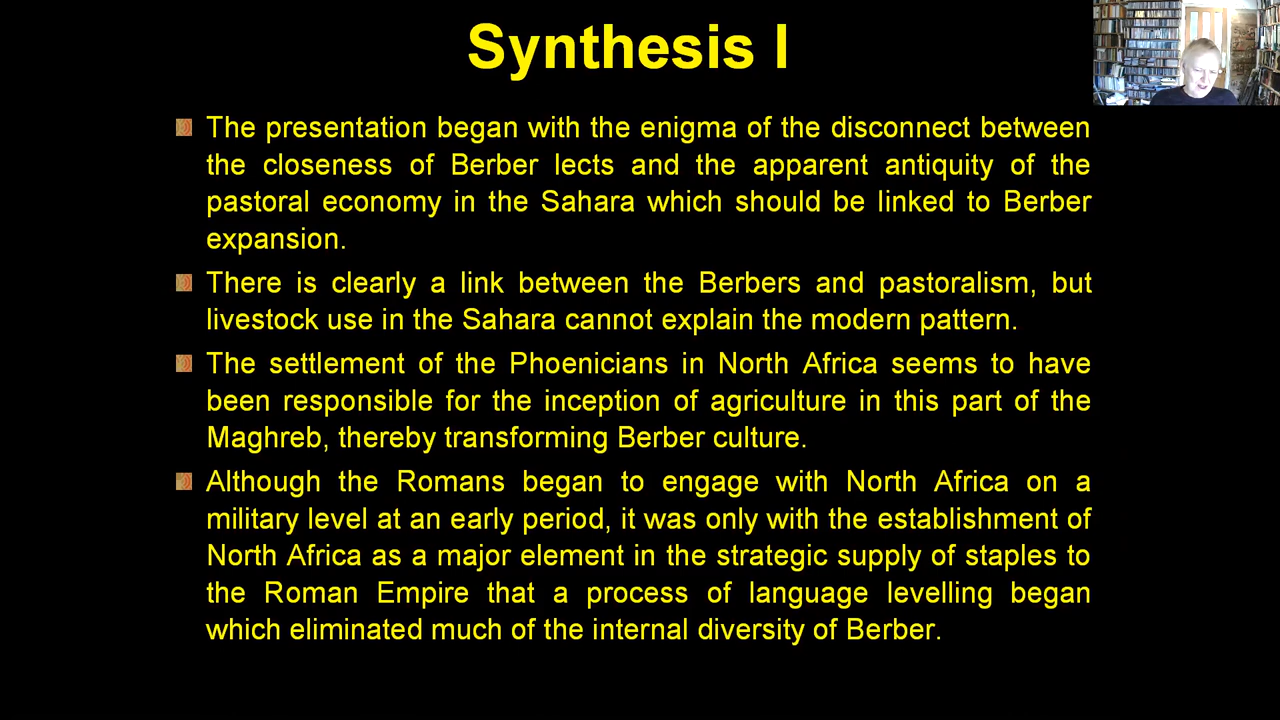 Synthesis I
The presentation began with the enigma of the disconnect between
the closeness of Berber lects and the apparent antiquity of the
pastoral economy in the Sahara which should be linked to Berber
expansion.
There is clearly a link between the Berbers and pastoralism, but
livestock use in the Sahara cannot explain the modern pattern.
The settlement of the Phoenicians in North Africa seems to have
been responsible for the inception of agriculture in this part of the
Maghreb, thereby transforming Berber culture.
Although the Romans began to engage with North Africa on a
military level at an early period, it was only with the establishment of
North Africa as a major element in the strategic supply of staples to
the Roman Empire that a process of language levelling began
which eliminated much of the internal diversity of Berber.